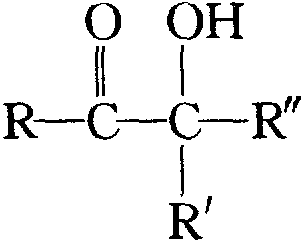 O OH
R—C—C—R″
R′